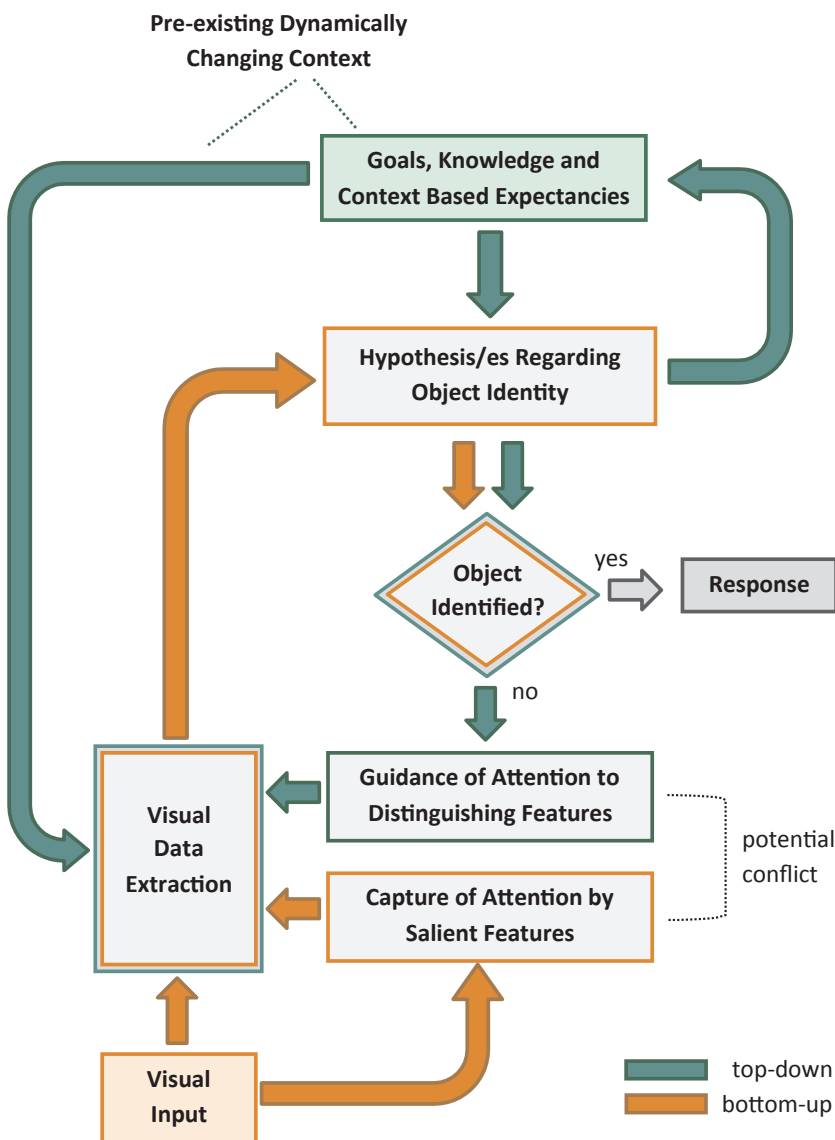 Pre-existing Dynamically
Changing Context
Goals, Knowledge and
Context Based Expectancies
Hypothesis/es Regarding
Object Identity
Object
Identified?
yes
Response
no
Guidance of Attention to
Distinguishing Features
Visual
Data
Extraction
potential
conflict
Capture of Attention by
Salient Features
Visual
Input
top-down
bottom-up